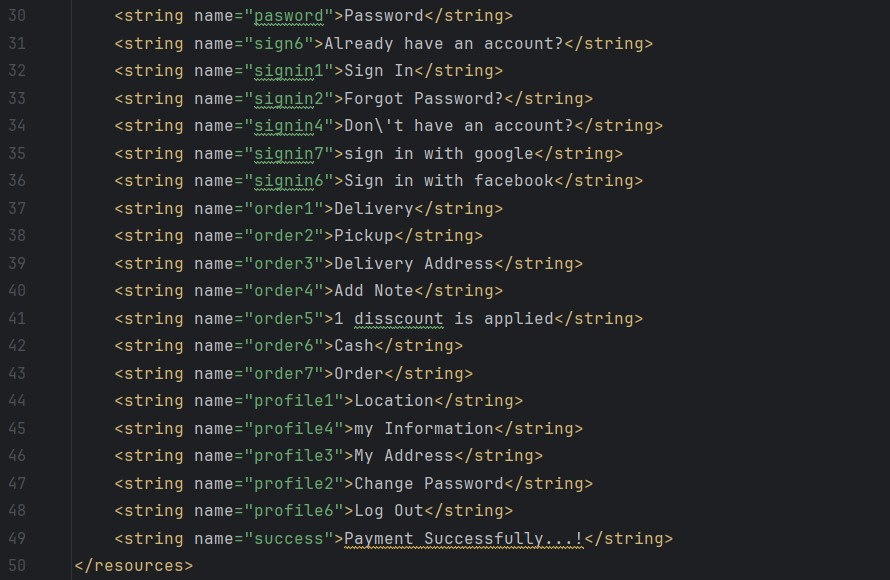 30 <string name="pasword">Password</string>
31 <string name="sign6">Already have an account?</string>
32 <string name="signin1">Sign In</string>
33 <string name="signin2">Forgot Password?</string>
34 <string name="signin4">Don\'t have an account?</string>
35 <string name="signin7">sign in with google</string>
36 <string name="signin6">Sign in with facebook</string>
37 <string name="order1">Delivery</string>
38 <string name="order2">Pickup</string>
39 <string name="order3">Delivery Address</string>
40 <string name="order4">Add Note</string>
41 <string name="order5">1 disscount is applied</string>
42 <string name="order6">Cash</string>
43 <string name="order7">Order</string>
44 <string name="profile1">Location</string>
45 <string name="profile4">my Information</string>
46 <string name="profile3">My Address</string>
47 <string name="profile2">Change Password</string>
48 <string name="profile6">Log Out</string>
49 <string name="success">Payment Successfully...!</string>
50 </resources>